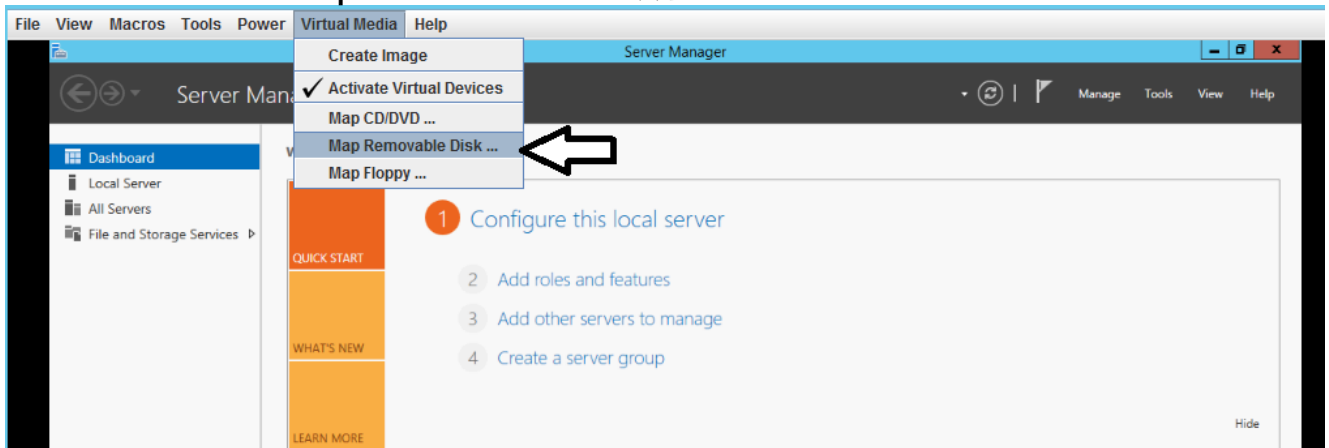 File View Macros Tools Power Virtual Media Help
Create Image
Server Manager
Activate Virtual Devices
Manage Tools View Help
Map CD/DVD ...
Map Removable Disk ...
Map Floppy ...
Dashboard
Local Server
All Servers
File and Storage Services
QUICK START
WHAT'S NEW
LEARN MORE
1 Configure this local server
2 Add roles and features
3 Add other servers to manage
4 Create a server group
Hide